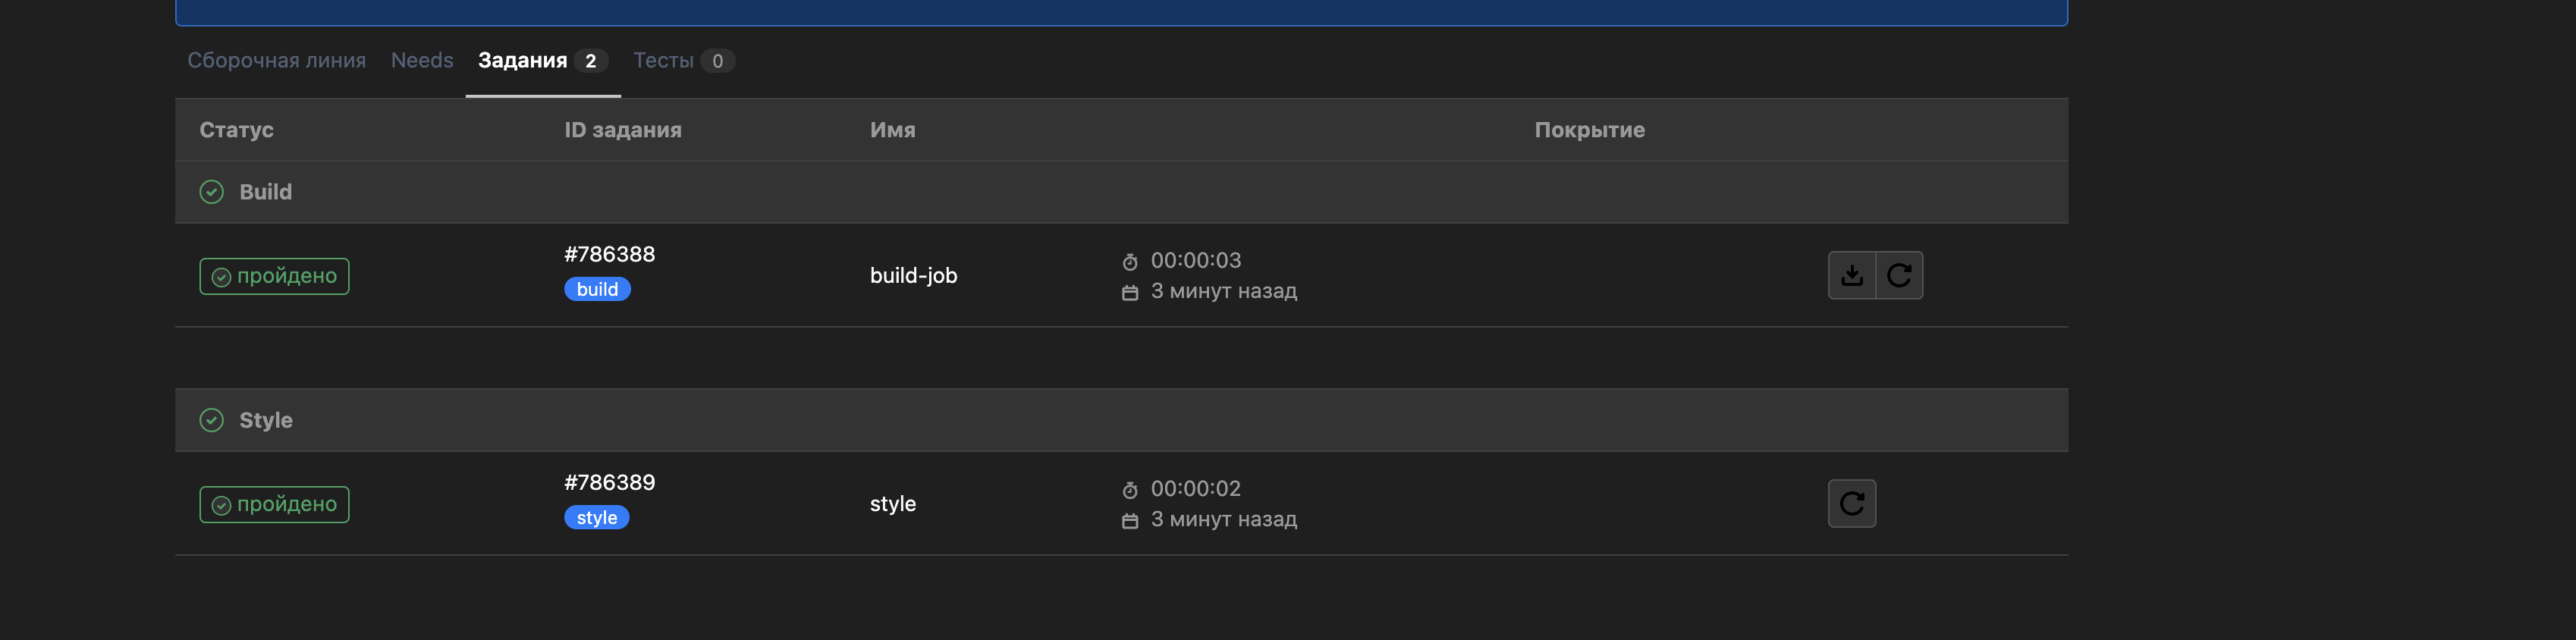 Сборочная линия Needs Задания 2 Тесты 0
Статус ID задания Имя Покрытие
Build
пройдено #786388 build-job 00:00:03
build 3 минут назад
Style
пройдено #786389 style 00:00:02
style 3 минут назад